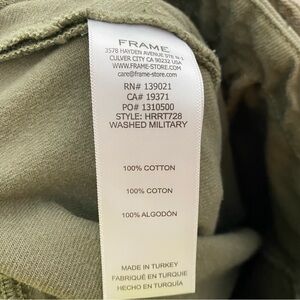 FRAME
3578 HAYDEN AVENUE STE N-1
CULVER CITY CA 90232 USA
WWW.FRAME-STORE.COM
care@frame-store.com
RN# 139021
CA# 19371
PO# 1310500
STYLE: HRRT728
WASHED MILITARY
100% COTTON
100% COTON
100% ALGODÓN
MADE IN TURKEY
FABRIQUÉ EN TURQUIE
HECHO EN TURQUÍA